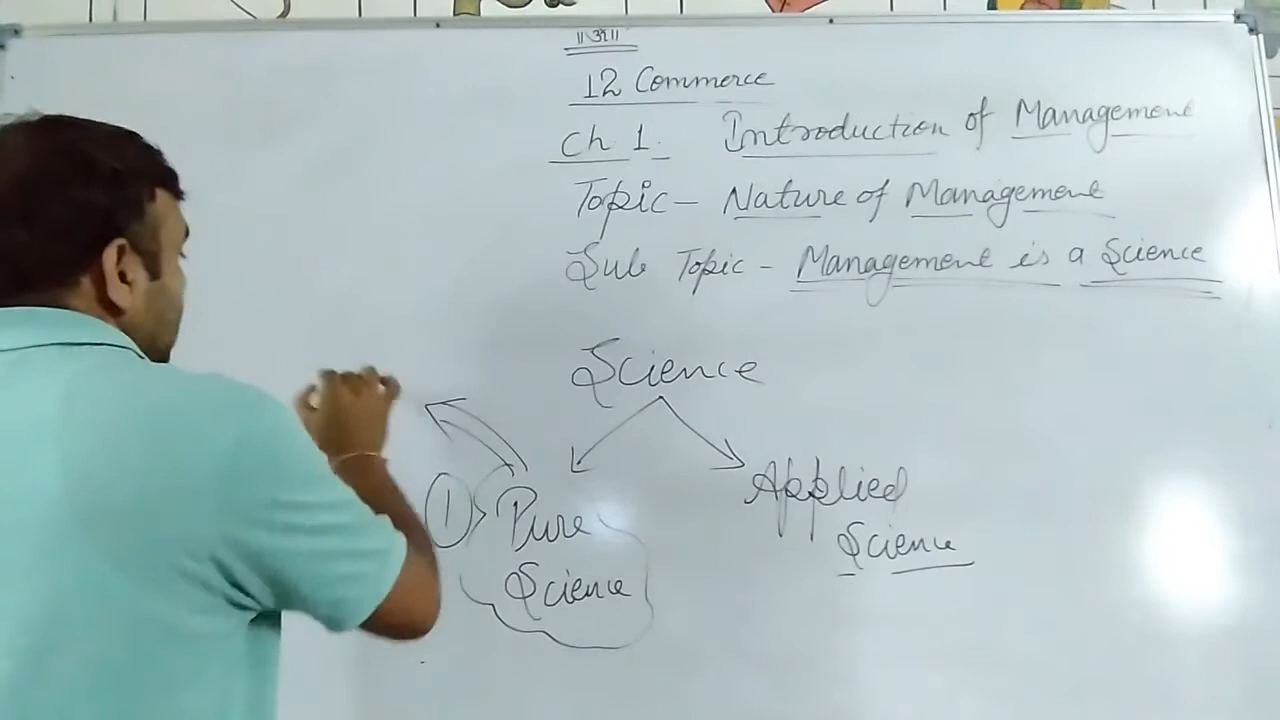 ॥ૐ॥
12 Commerce
Ch 1. Introduction of Management
Topic - Nature of Management
Sub Topic - Management is a Science
Science
① Pure
Science
Applied
Science